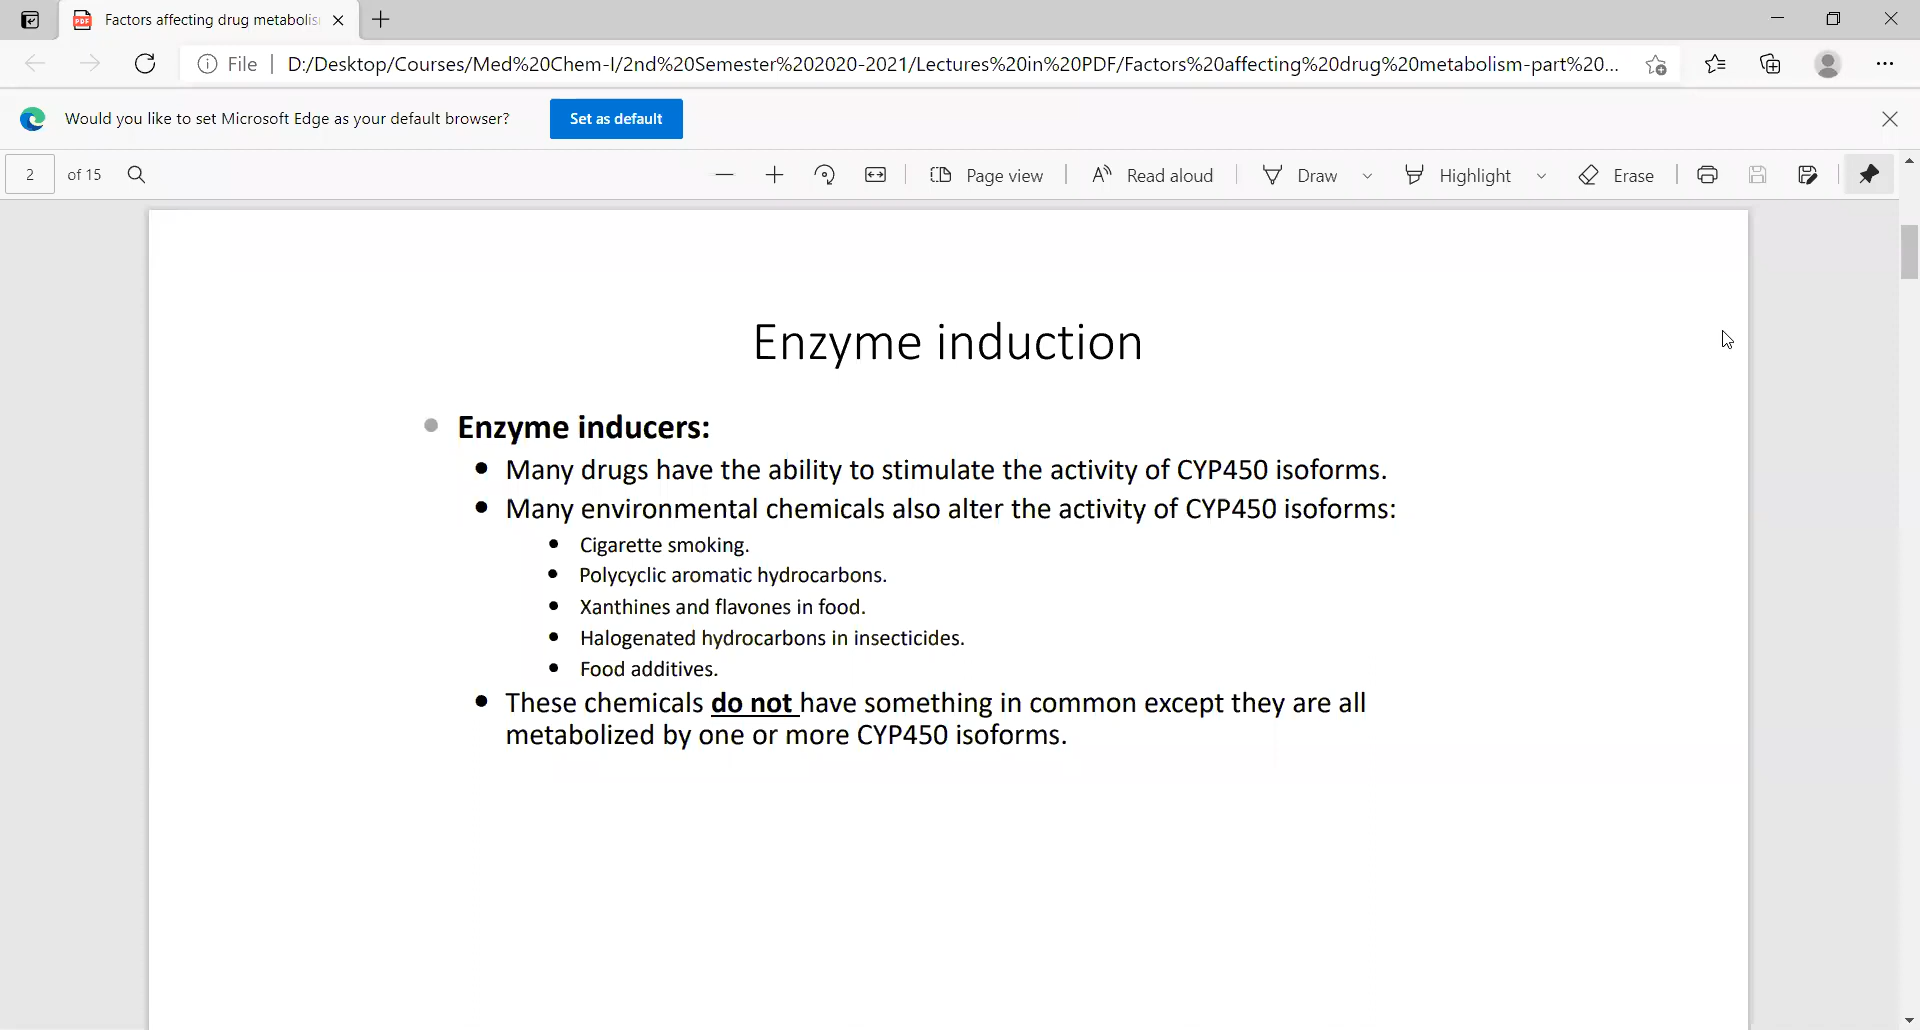 Factors affecting drug metabolis
File
D:/Desktop/Courses/Med%20Chem-I/2nd%20Semester%202020-2021/Lectures%20in%20PDF/Factors%20affecting%20drug%20metabolism-part%20...
Would you like to set Microsoft Edge as your default browser?
Set as default
2 of 15
Page view
Read aloud
Draw
Highlight
Erase
Enzyme induction
Enzyme inducers:
Many drugs have the ability to stimulate the activity of CYP450 isoforms.
Many environmental chemicals also alter the activity of CYP450 isoforms:
Cigarette smoking.
Polycyclic aromatic hydrocarbons.
Xanthines and flavones in food.
Halogenated hydrocarbons in insecticides.
Food additives.
These chemicals do not have something in common except they are all
metabolized by one or more CYP450 isoforms.